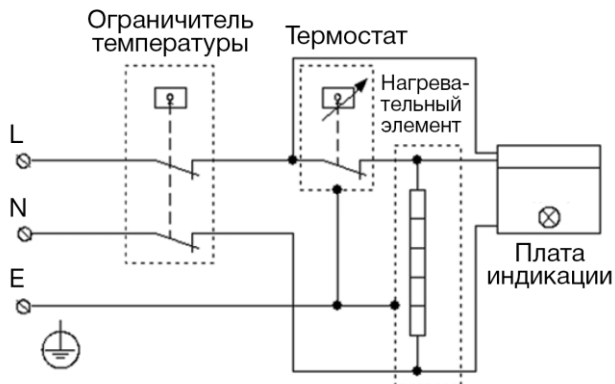 Ограничитель
температуры
Термостат
Нагрева-
тельный
элемент
L
N
E
Плата
индикации